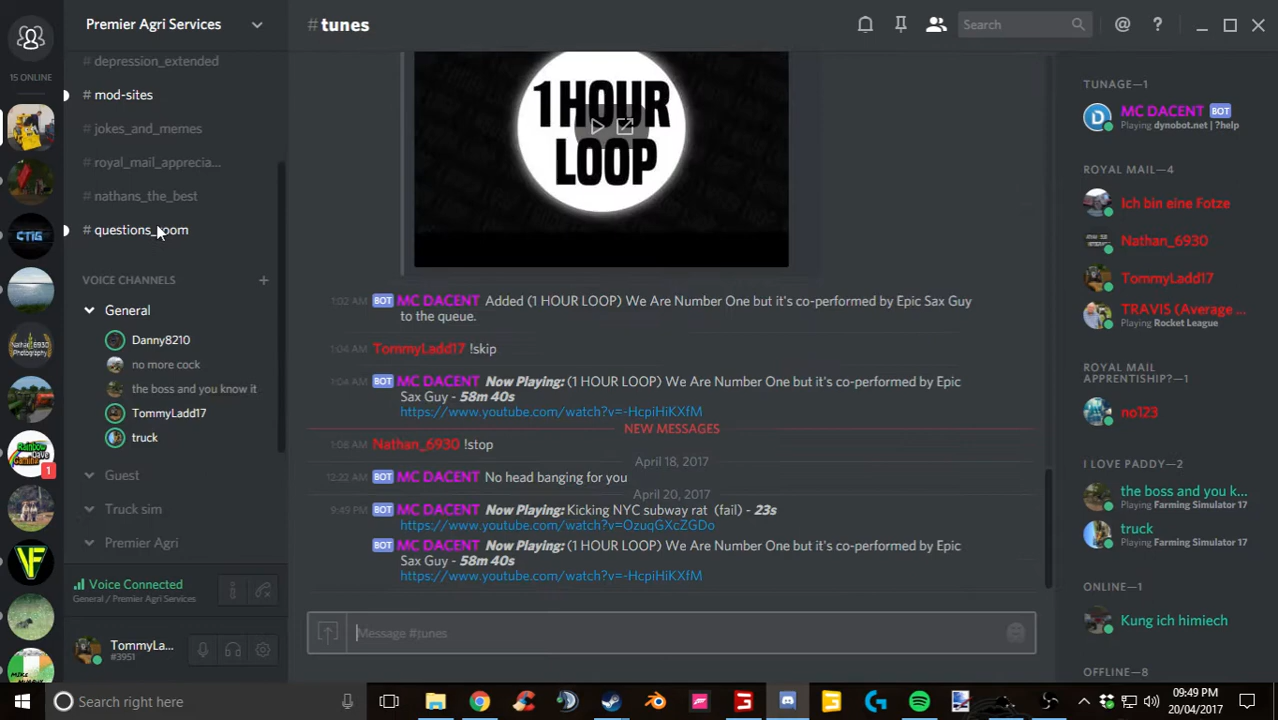 Premier Agri Services
#tunes
Search
15 ONLINE
# depression_extended
# mod-sites
# jokes_and_memes
# royal_mail_apprecia...
# nathans_the_best
# questions_room
VOICE CHANNELS
General
Danny8210
no more cock
the boss and you know it
TommyLadd17
truck
Guest
Truck sim
Premier Agri
Voice Connected
General / Premier Agri Services
TommyLa...
#3951
CTiG
Nathan_6930
Photography
Rainbow
Dave
Gaming
1
VF
1 HOUR
LOOP
1:02 AM BOT MC DACENT Added (1 HOUR LOOP) We Are Number One but it's co-performed by Epic Sax Guy
to the queue.
1:04 AM TommyLadd17 !skip
1:04 AM BOT MC DACENT Now Playing: (1 HOUR LOOP) We Are Number One but it's co-performed by Epic
Sax Guy - 58m 40s
https://www.youtube.com/watch?v=-HcpiHiKXfM
NEW MESSAGES
1:08 AM Nathan_6930 !stop
April 18, 2017
12:22 AM BOT MC DACENT No head banging for you
April 20, 2017
9:49 PM BOT MC DACENT Now Playing: Kicking NYC subway rat (fail) - 23s
https://www.youtube.com/watch?v=OzuqGXcZGDo
BOT MC DACENT Now Playing: (1 HOUR LOOP) We Are Number One but it's co-performed by Epic
Sax Guy - 58m 40s
https://www.youtube.com/watch?v=-HcpiHiKXfM
Message #tunes
TUNAGE—1
MC DACENT BOT
Playing dynobot.net | ?help
ROYAL MAIL—4
Ich bin eine Fotze
Nathan_6930
TommyLadd17
TRAVIS (Average ...
Playing Rocket League
ROYAL MAIL
APPRENTISHIP?—1
no123
I LOVE PADDY—2
the boss and you k...
Playing Farming Simulator 17
truck
Playing Farming Simulator 17
ONLINE—1
Kung ich himiech
OFFLINE—8
Search right here
09:49 PM
20/04/2017